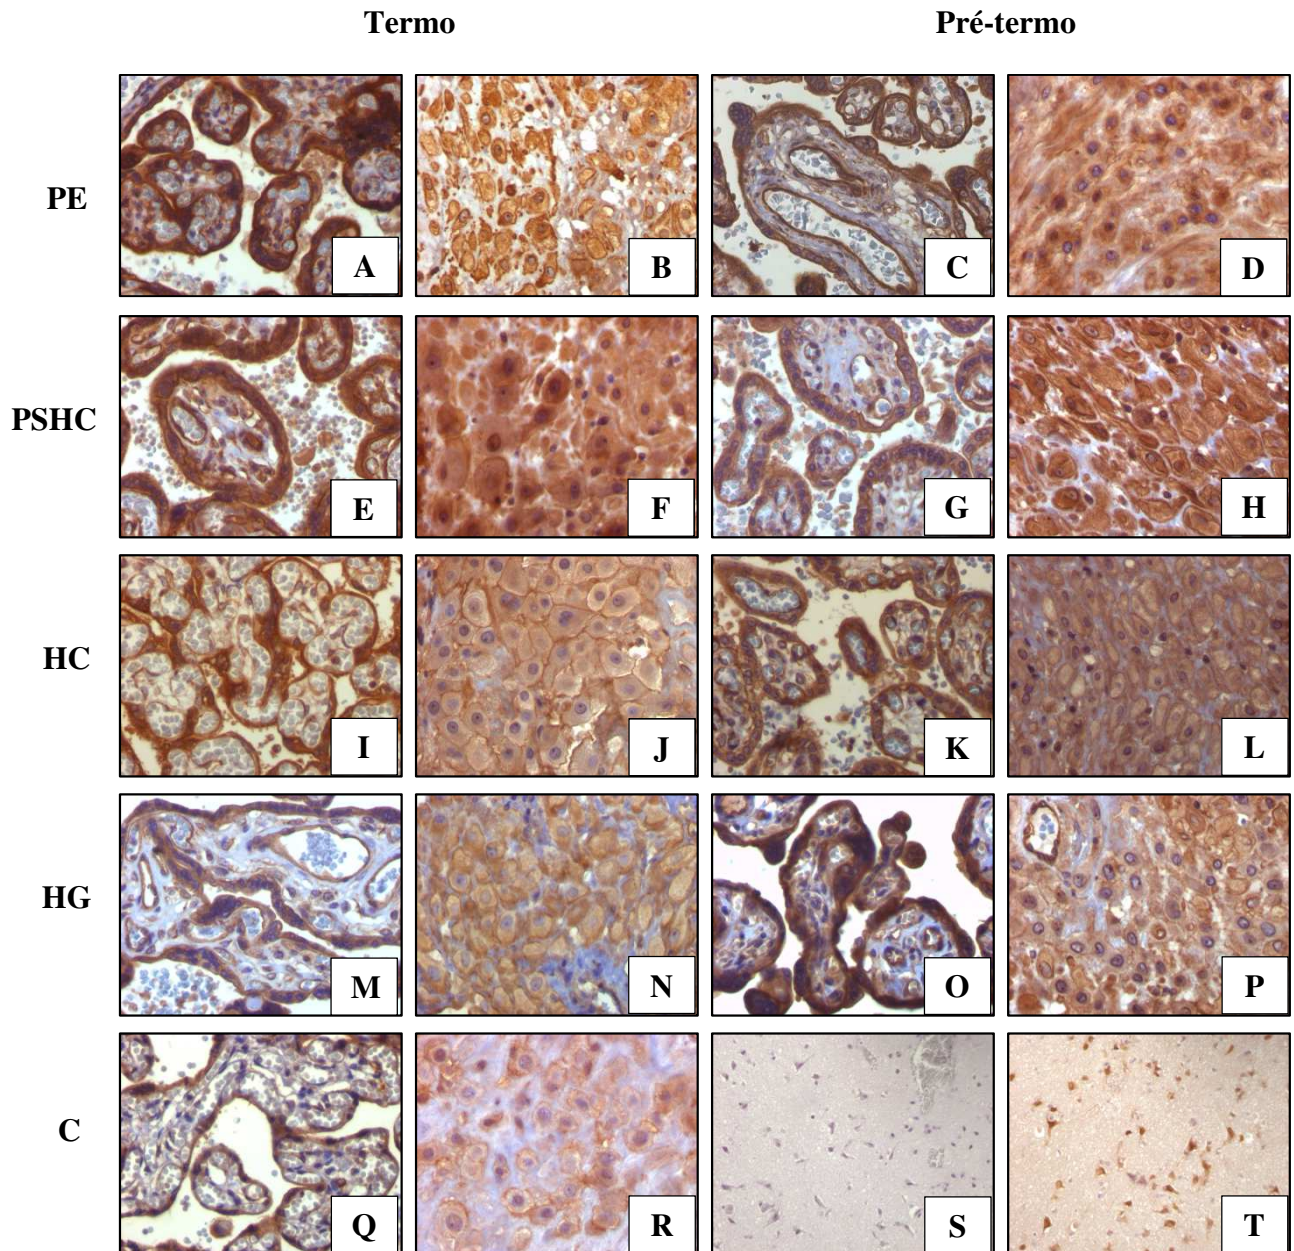 Termo Pré-termo
PE A B C D
PSHC E F G H
HC I J K L
HG M N O P
C Q R S T